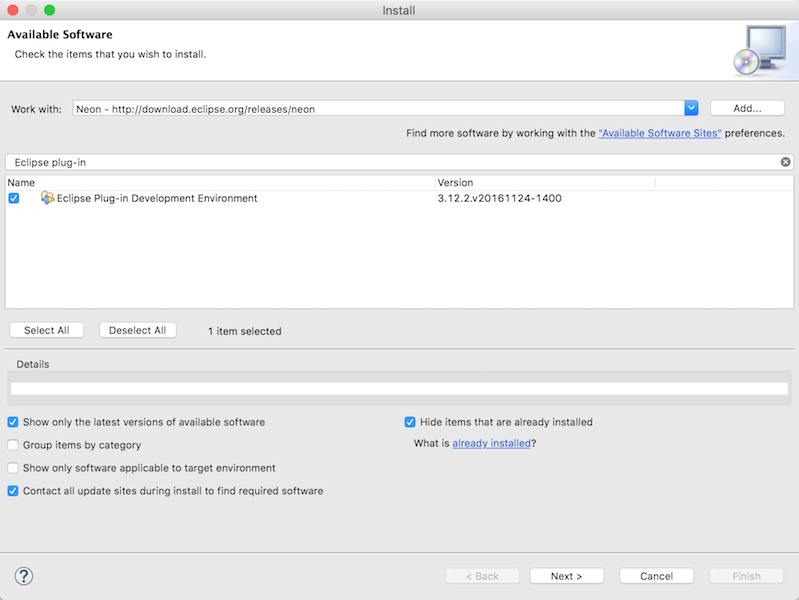 Install
Available Software
Check the items that you wish to install.
Work with: Neon - http://download.eclipse.org/releases/neon Add...
Find more software by working with the "Available Software Sites" preferences.
Eclipse plug-in
Name Version
Eclipse Plug-in Development Environment 3.12.2.v20161124-1400
Select All Deselect All 1 item selected
Details
Show only the latest versions of available software Hide items that are already installed
Group items by category What is already installed?
Show only software applicable to target environment
Contact all update sites during install to find required software
? < Back Next > Cancel Finish